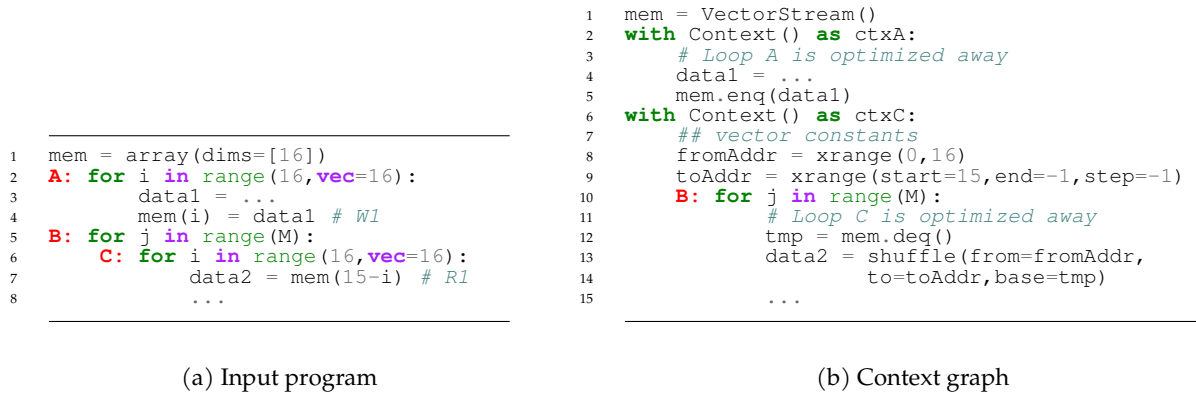 1 mem = array(dims=[16])
2 A: for i in range(16,vec=16):
3 data1 = ...
4 mem(i) = data1 # W1
5 B: for j in range(M):
6 C: for i in range(16,vec=16):
7 data2 = mem(15-i) # R1
8 ...
(a) Input program
1 mem = VectorStream()
2 with Context() as ctxA:
3 # Loop A is optimized away
4 data1 = ...
5 mem.enq(data1)
6 with Context() as ctxC:
7 ## vector constants
8 fromAddr = xrange(0,16)
9 toAddr = xrange(start=15,end=-1,step=-1)
10 B: for j in range(M):
11 # Loop C is optimized away
12 tmp = mem.deq()
13 data2 = shuffle(from=fromAddr,
14 to=toAddr,base=tmp)
15 ...
(b) Context graph